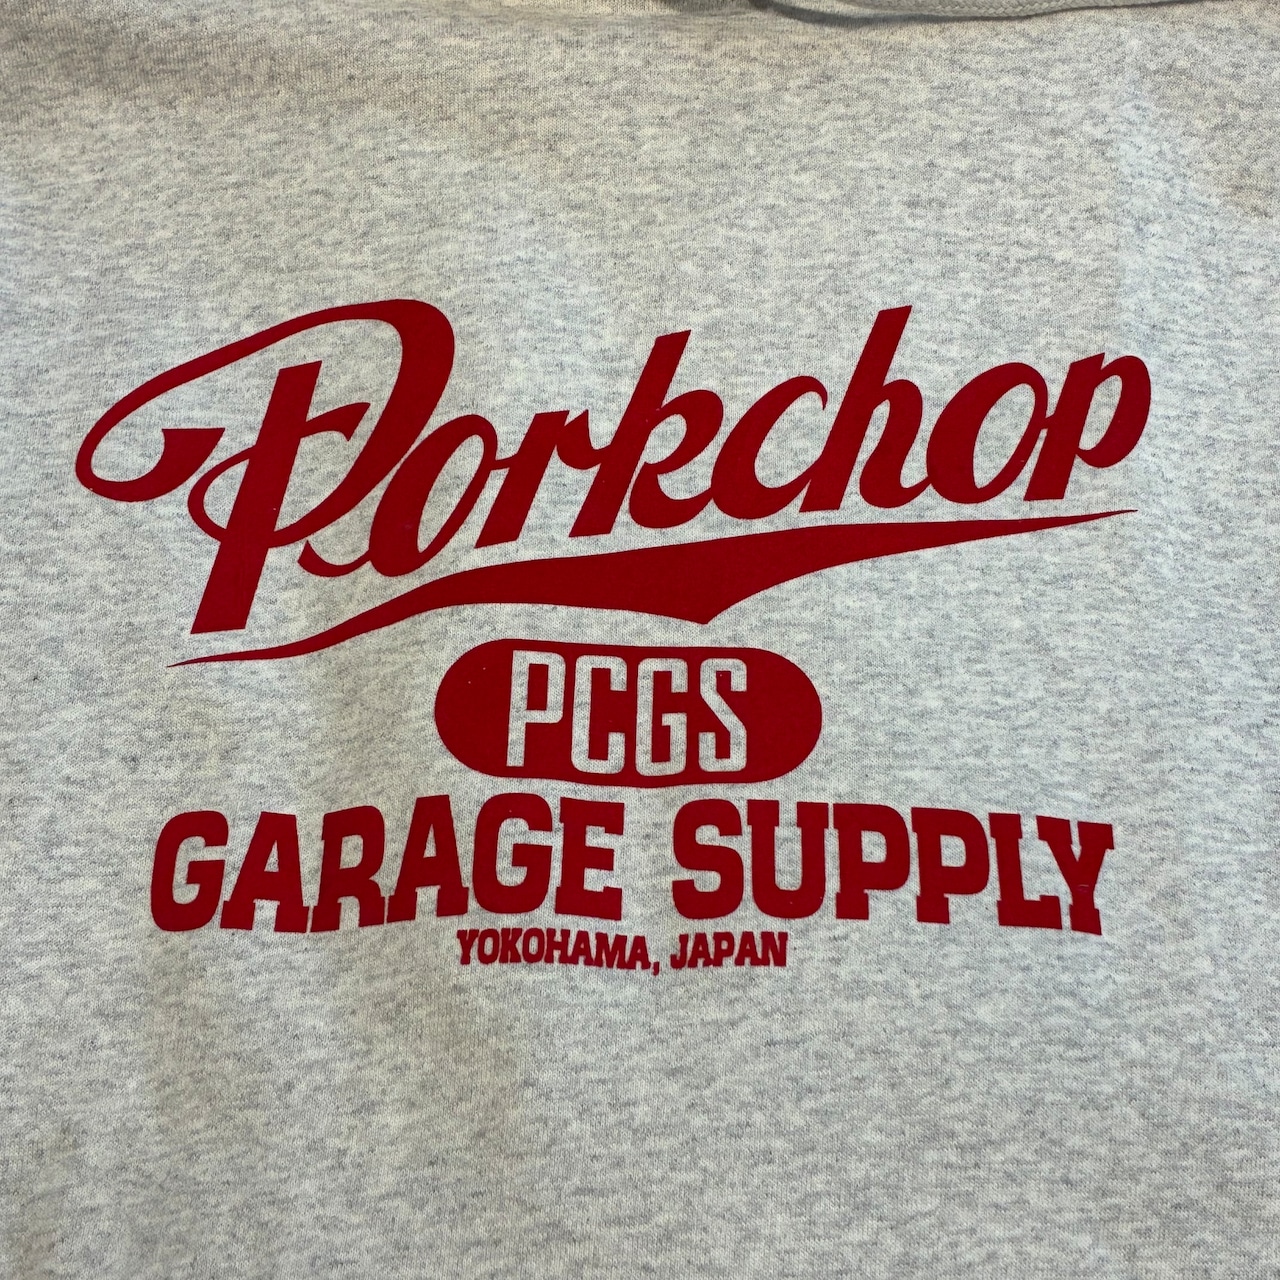 Porkchop
PCGS
GARAGE SUPPLY
YOKOHAMA, JAPAN